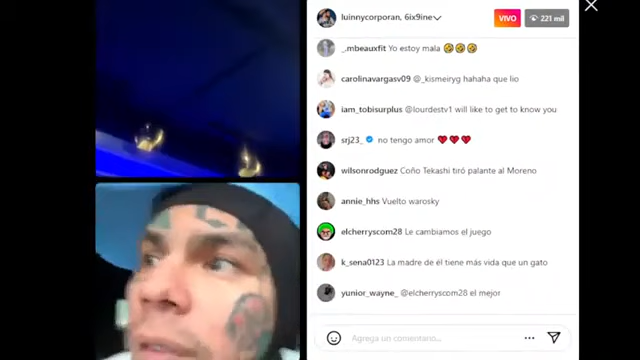 luinnycorporan, 6ix9ine
VIVO
221 mil
_.mbeauxfit Yo estoy mala 🤣🤣🤣
carolinavargasv09 @_kismeiryg hahaha que lio
iam_tobisurplus @lourdestv1 will like to get to know you
srj23_ no tengo amor ❤️❤️❤️
wilsonrodguez Coño Tekashi tiró palante al Moreno
annie_hhs Vuelto warosky
elcherryscom28 Le cambiamos el juego
k_sena0123 La madre de él tiene más vida que un gato
yunior_wayne_ @elcherryscom28 el mejor
Agrega un comentario...